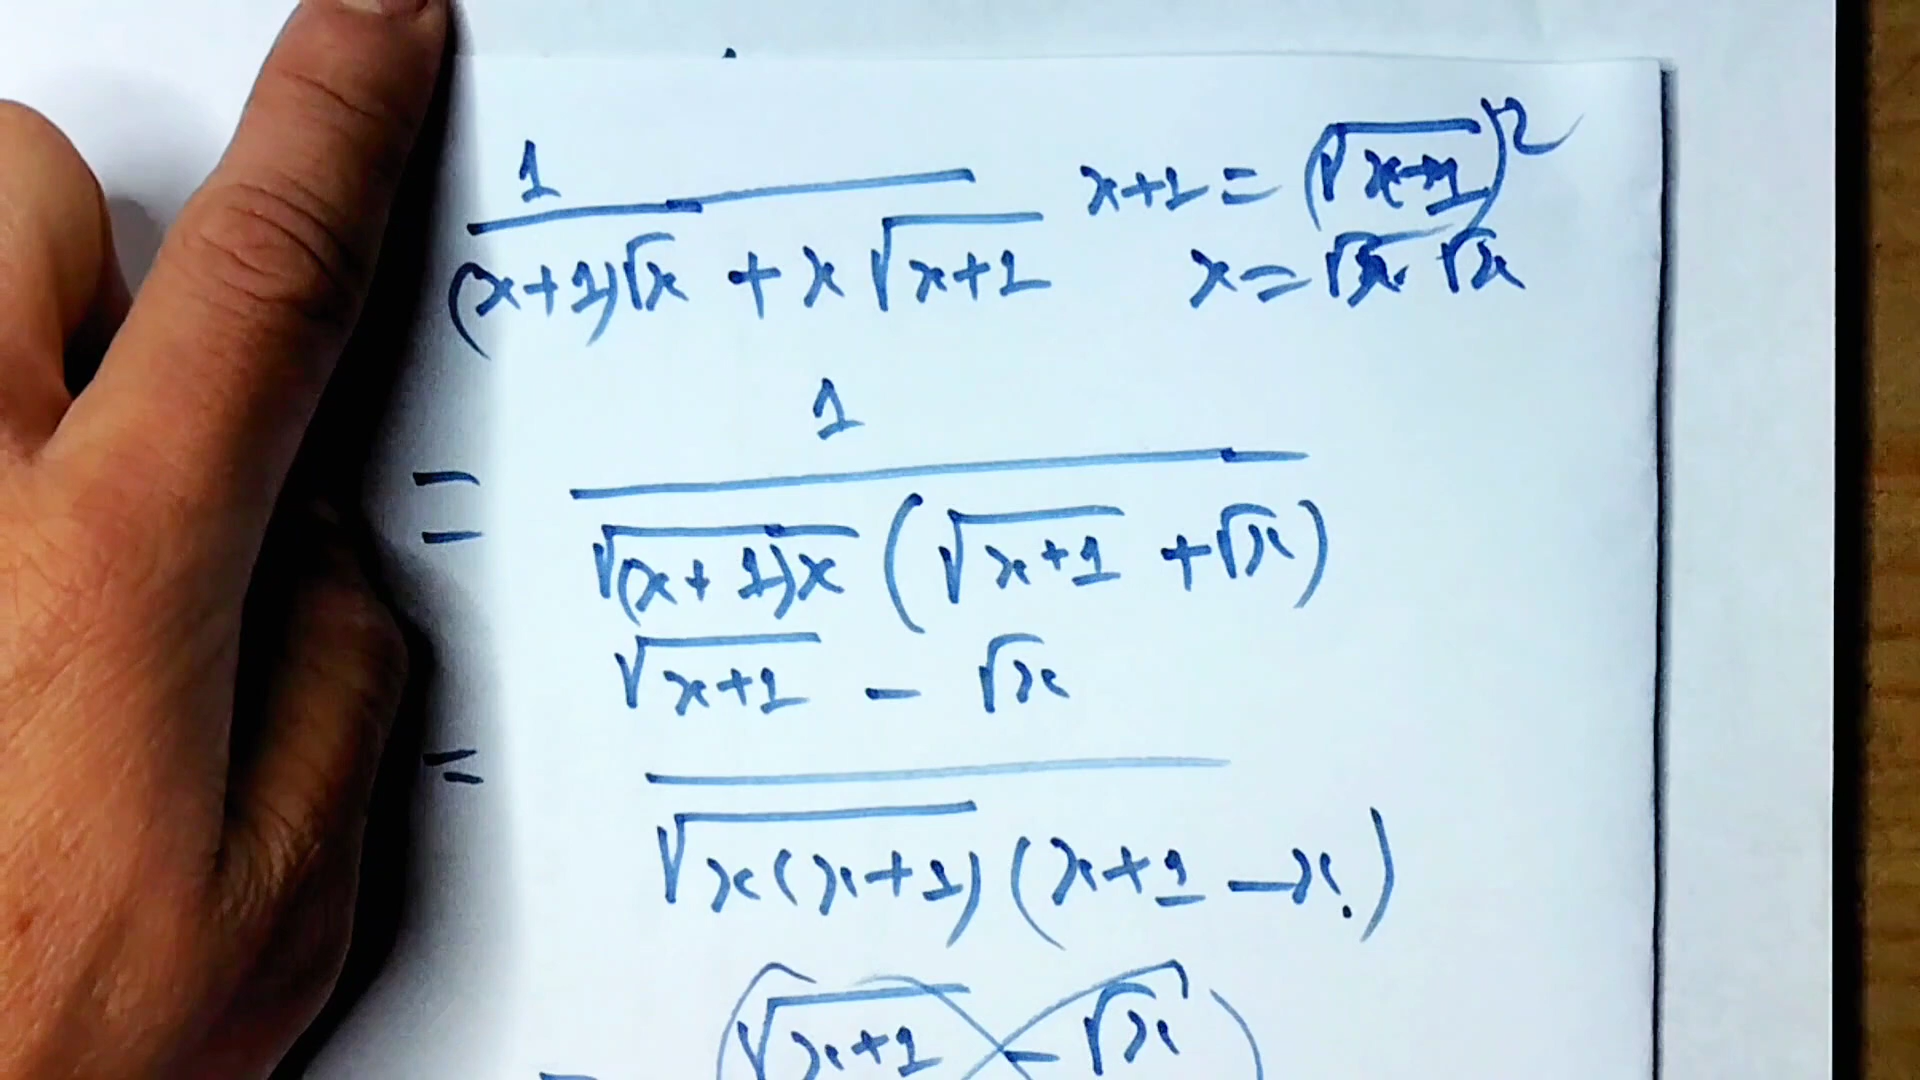 1
x+1 = (√x+1)²
(x+1)√x + x√x+1
x = √x. √x
1
=
√(x+1)x (√x+1 + √x)
√x+1 - √x
=
√x(x+1) (x+1 - x)
√x+1 - √x